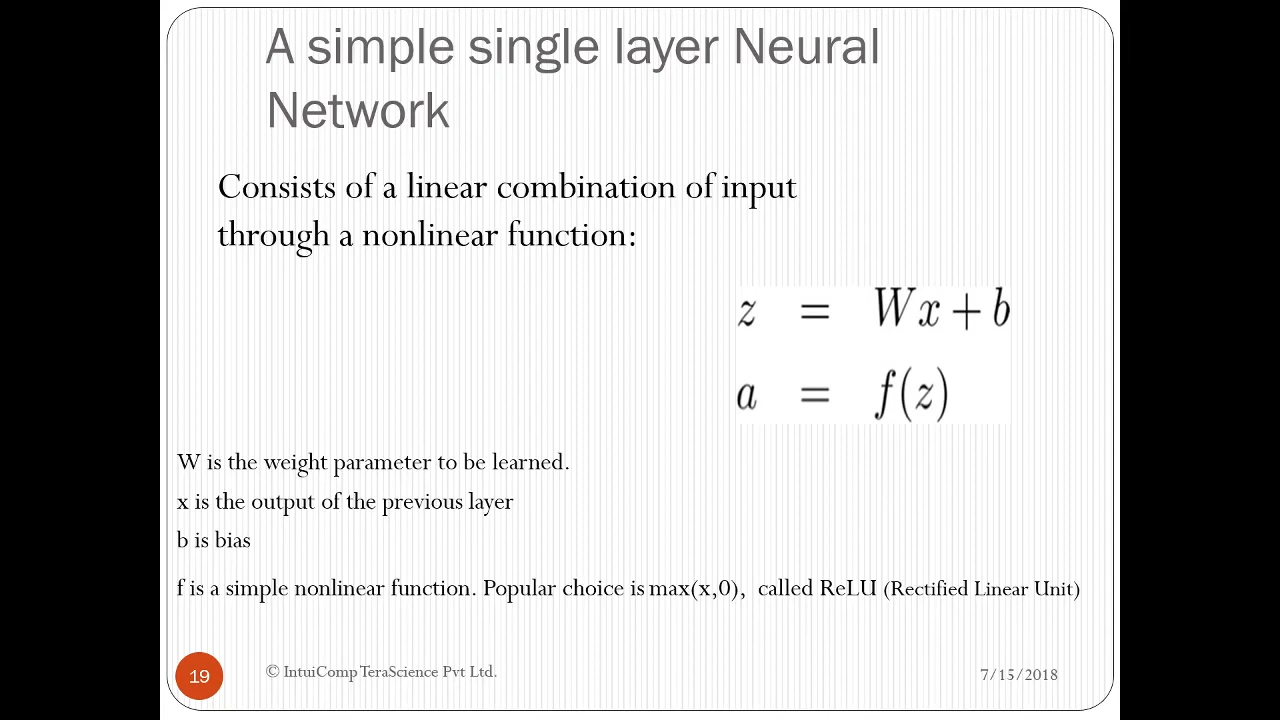 A simple single layer Neural
Network
Consists of a linear combination of input
through a nonlinear function:
z = Wx + b
a = f(z)
W is the weight parameter to be learned.
x is the output of the previous layer
b is bias
f is a simple nonlinear function. Popular choice is max(x,0), called ReLU (Rectified Linear Unit)
19
© IntuiComp TeraScience Pvt Ltd.
7/15/2018